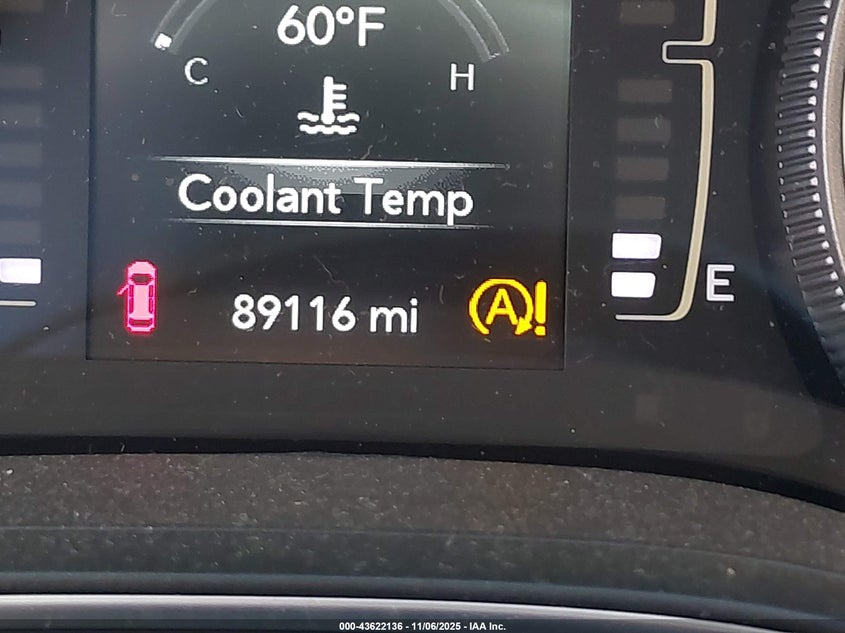 60°F
C H
Coolant Temp
89116 mi
A!
E
000-43622136 - 11/06/2025 - IAA Inc.